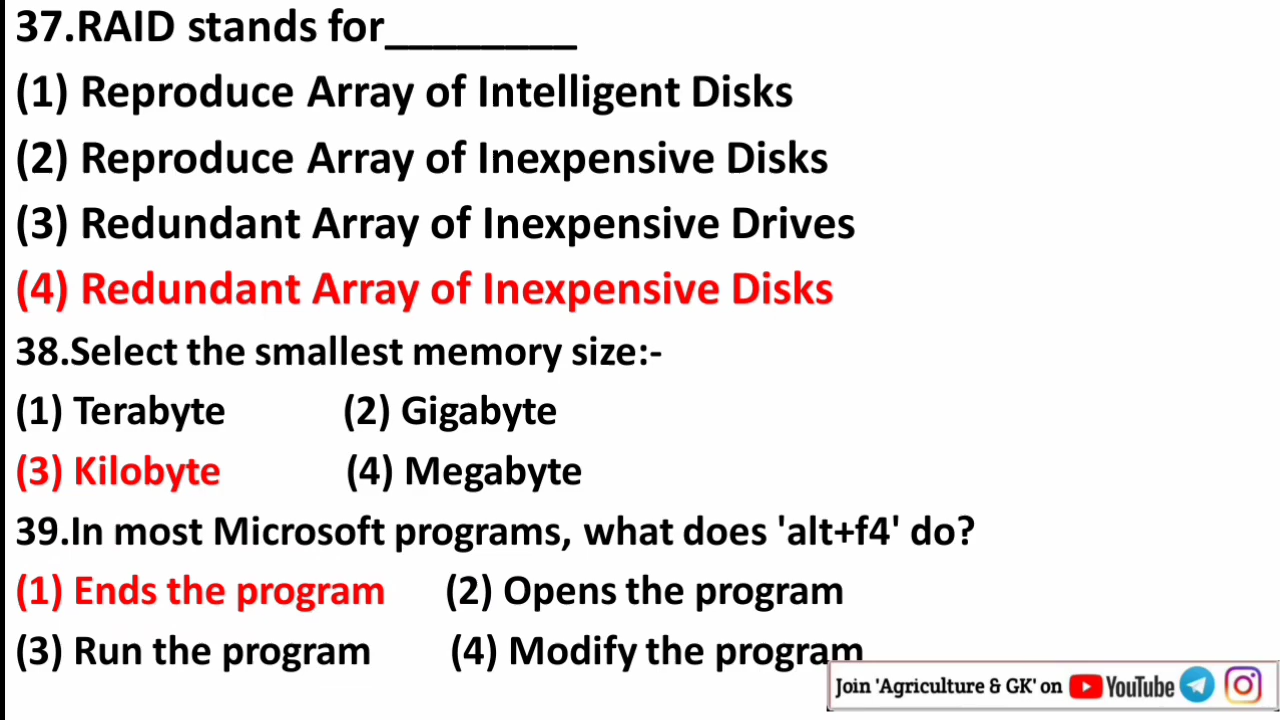 37.RAID stands for________
(1) Reproduce Array of Intelligent Disks
(2) Reproduce Array of Inexpensive Disks
(3) Redundant Array of Inexpensive Drives
(4) Redundant Array of Inexpensive Disks
38.Select the smallest memory size:-
(1) Terabyte (2) Gigabyte
(3) Kilobyte (4) Megabyte
39.In most Microsoft programs, what does 'alt+f4' do?
(1) Ends the program (2) Opens the program
(3) Run the program (4) Modify the program
Join 'Agriculture & GK' on YouTube